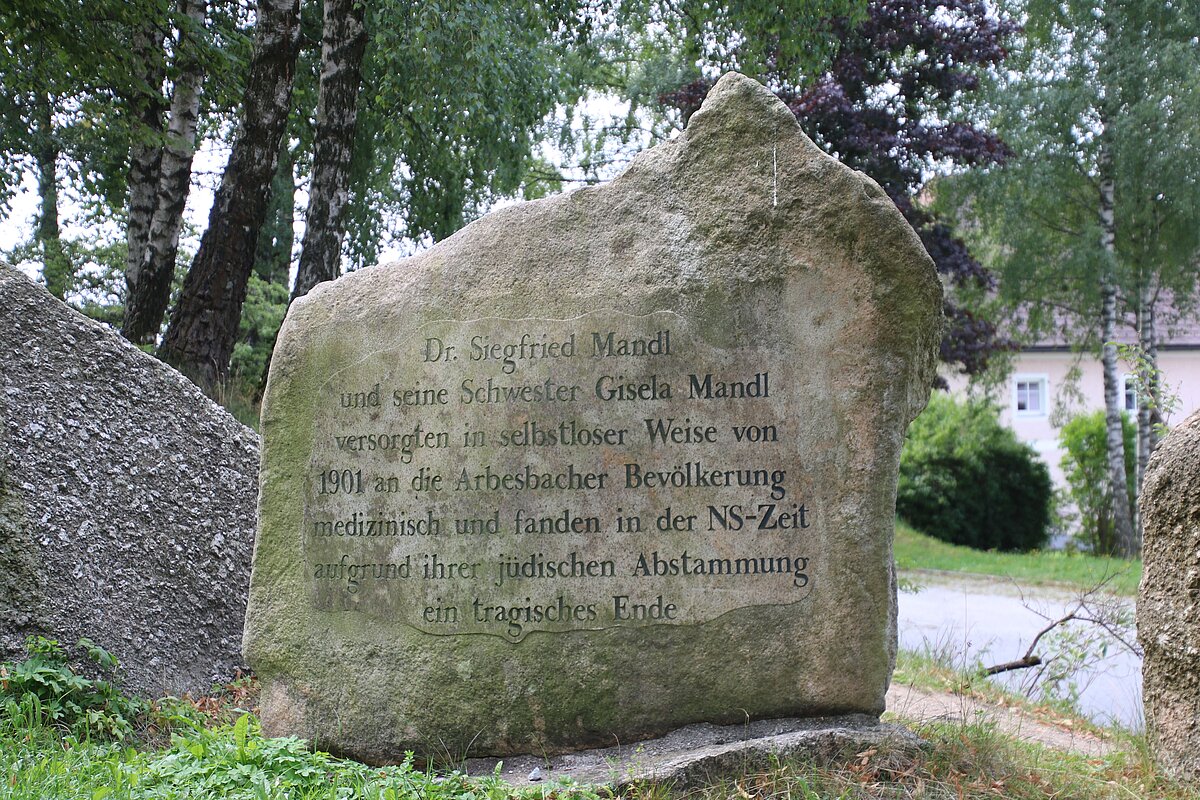 Dr. Siegfried Mandl
und seine Schwester Gisela Mandl
versorgten in selbstloser Weise von
1901 an die Arbesbacher Bevölkerung
medizinisch und fanden in der NS-Zeit
aufgrund ihrer jüdischen Abstammung
ein tragisches Ende